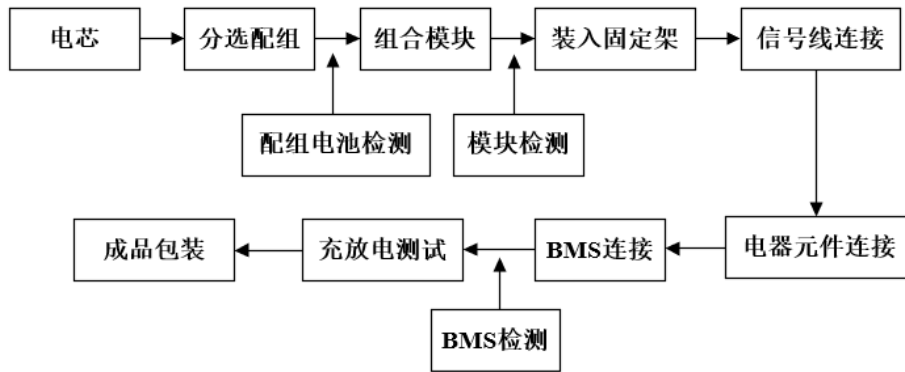 电芯
分选配组
组合模块
装入固定架
信号线连接
配组电池检测
模块检测
成品包装
充放电测试
BMS连接
电器元件连接
BMS检测